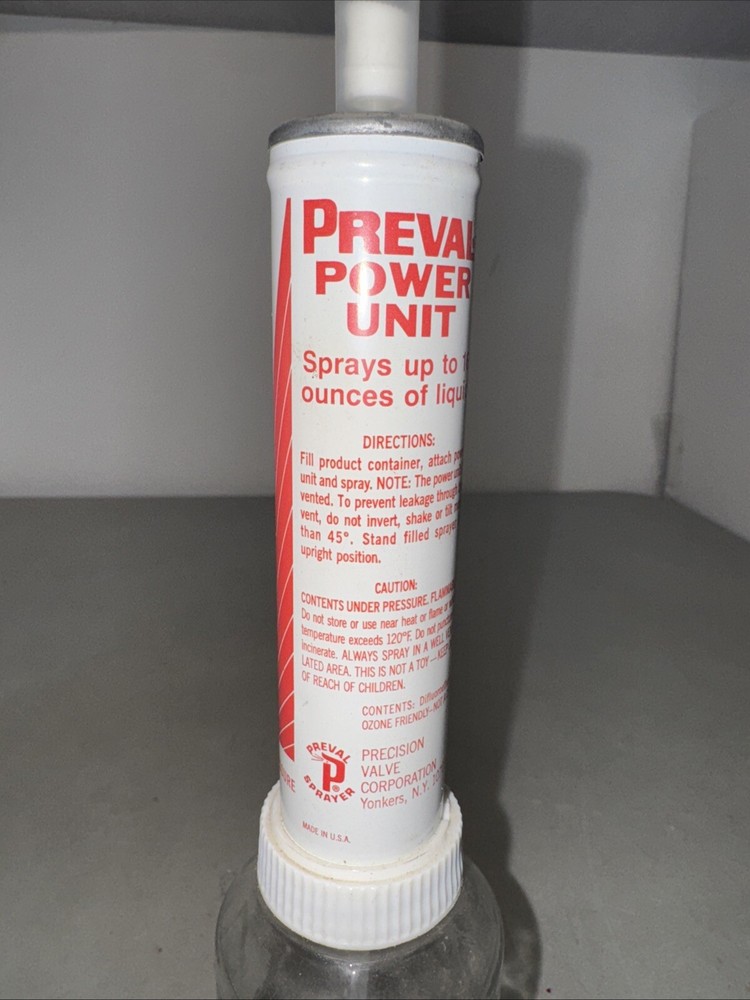 PREVAL
POWER
UNIT
Sprays up to
ounces of
DIRECTIONS:
Fill product container, attach
unit and spray. NOTE: The power
vented. To prevent leakage through
vent, do not invert, shake or tilt
than 45°. Stand filled sprayer
upright position.
CAUTION:
CONTENTS UNDER PRESSURE.
Do not store or use near heat or flame or
temperature exceeds 120°F. Do not
incinerate. ALWAYS SPRAY IN A WELL
LATED AREA. THIS IS NOT A TOY—KEEP
OF REACH OF CHILDREN.
CONTENTS:
OZONE FRIENDLY–
PREVAL
P®
SPRAYER
PRECISION
VALVE
CORPORATION
Yonkers, N.Y.
MADE IN U.S.A.